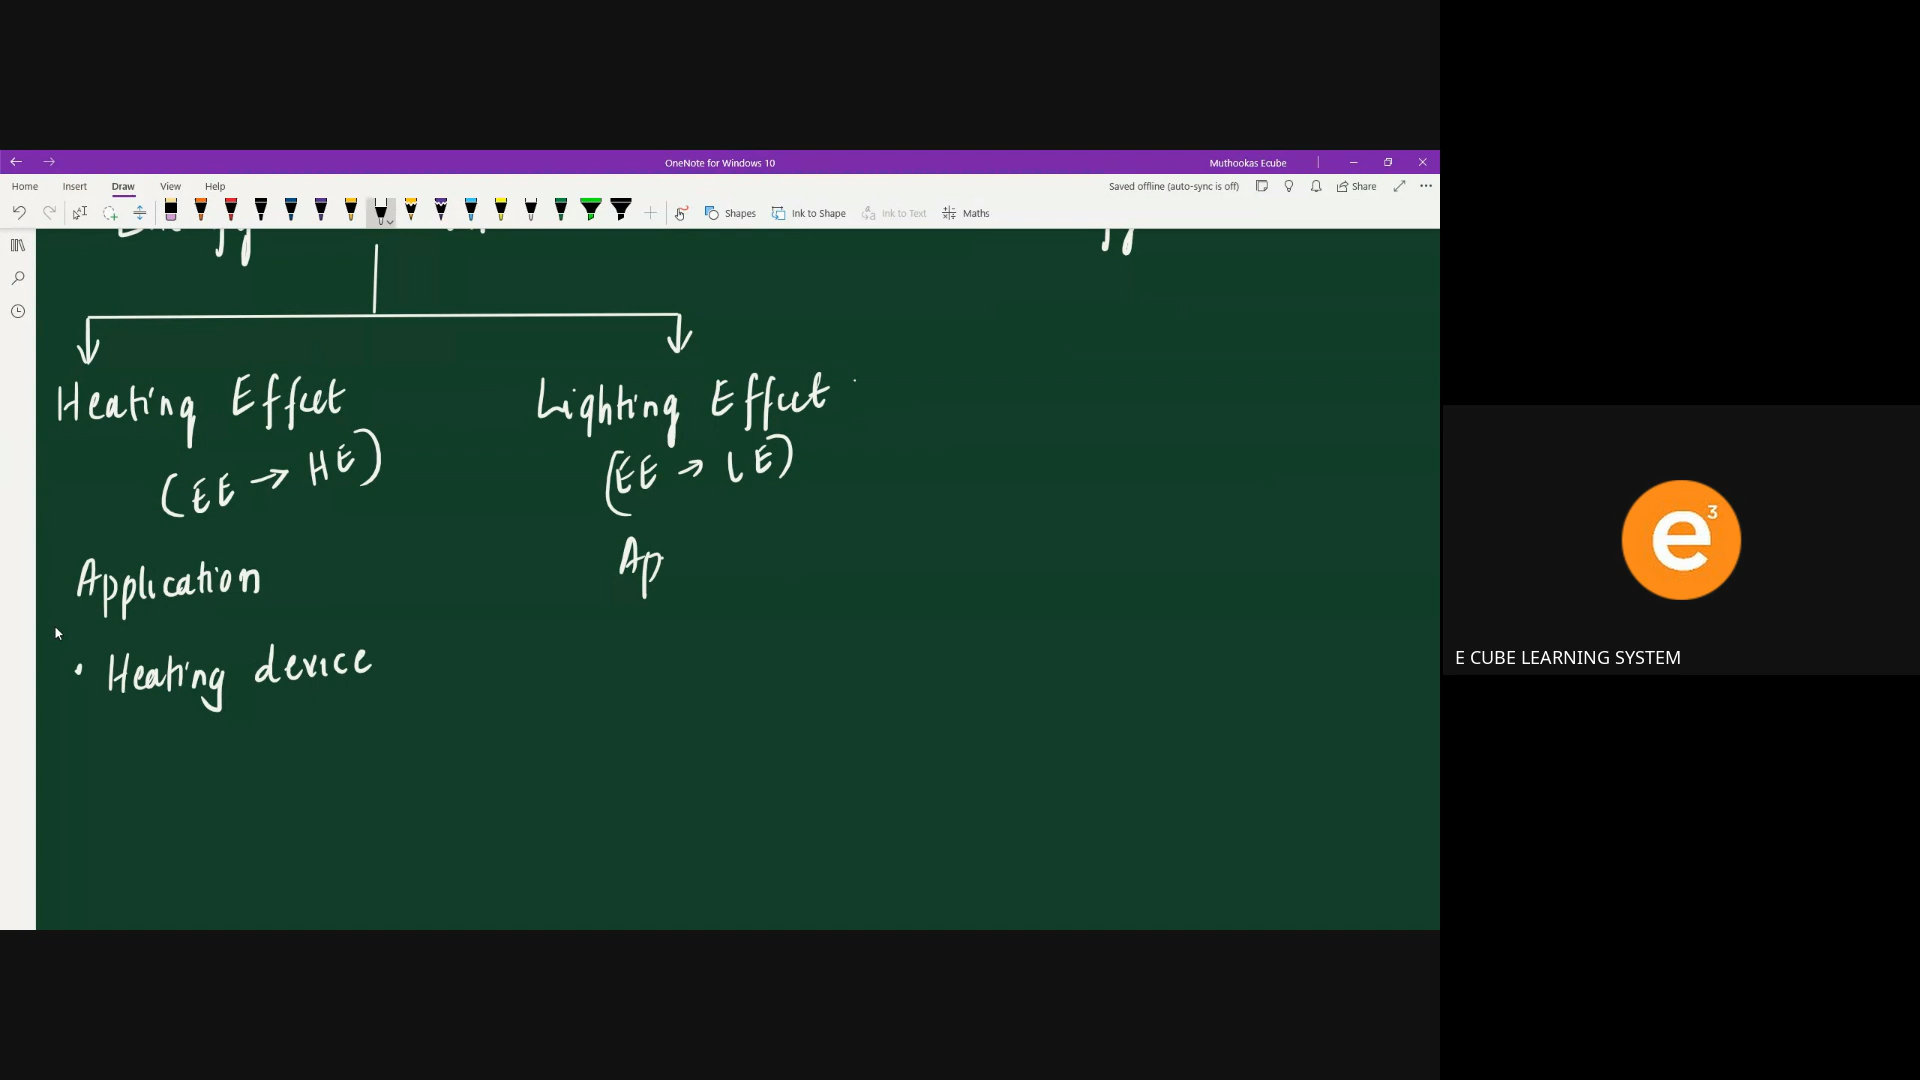 OneNote for Windows 10
Muthookas Ecube
Home Insert Draw View Help
Saved offline (auto-sync is off)
Share
Shapes
Ink to Shape
Ink to Text
Maths
Heating Effect
Lighting Effect
(EE → HE)
(EE → LE)
Application
Ap
• Heating device
e3
E CUBE LEARNING SYSTEM